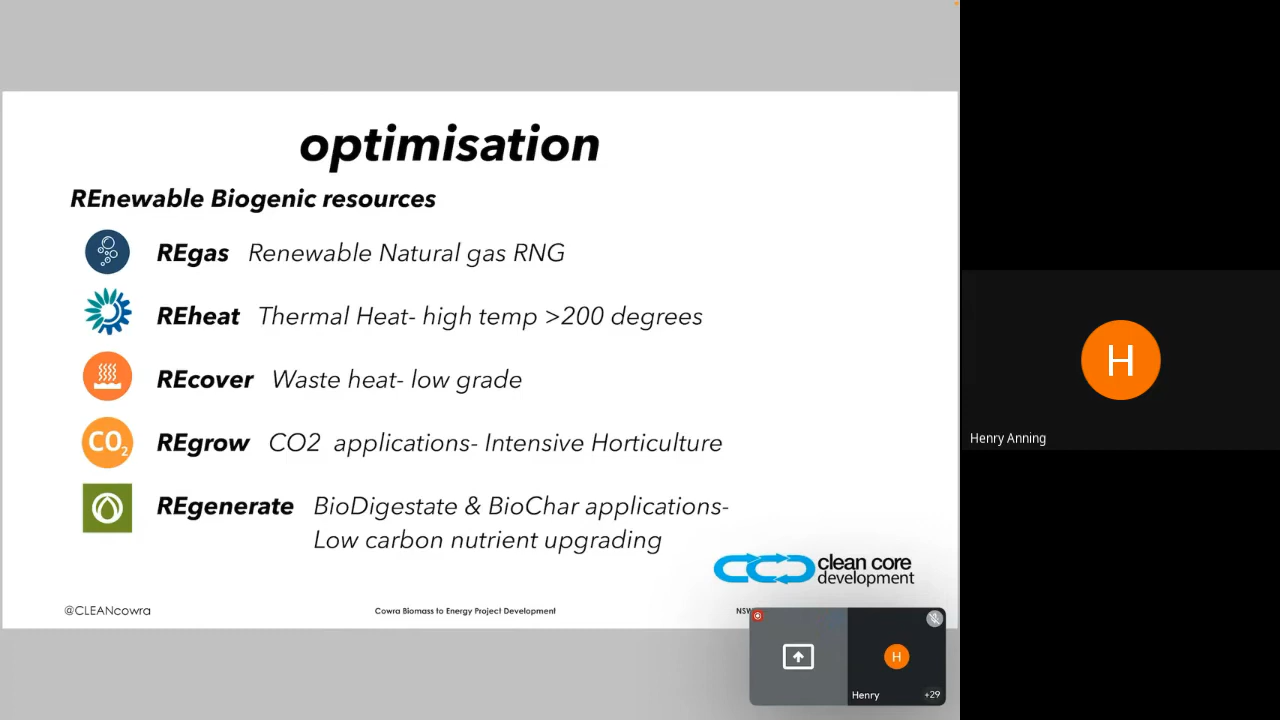 optimisation
REnewable Biogenic resources
REgas Renewable Natural gas RNG
REheat Thermal Heat- high temp >200 degrees
REcover Waste heat- low grade
CO2 REgrow CO2 applications- Intensive Horticulture
REgenerate BioDigestate & BioChar applications-
Low carbon nutrient upgrading
clean core
development
@CLEANcowra
Cowra Biomass to Energy Project Development
NSW
H
Henry
+29
H
Henry Anning